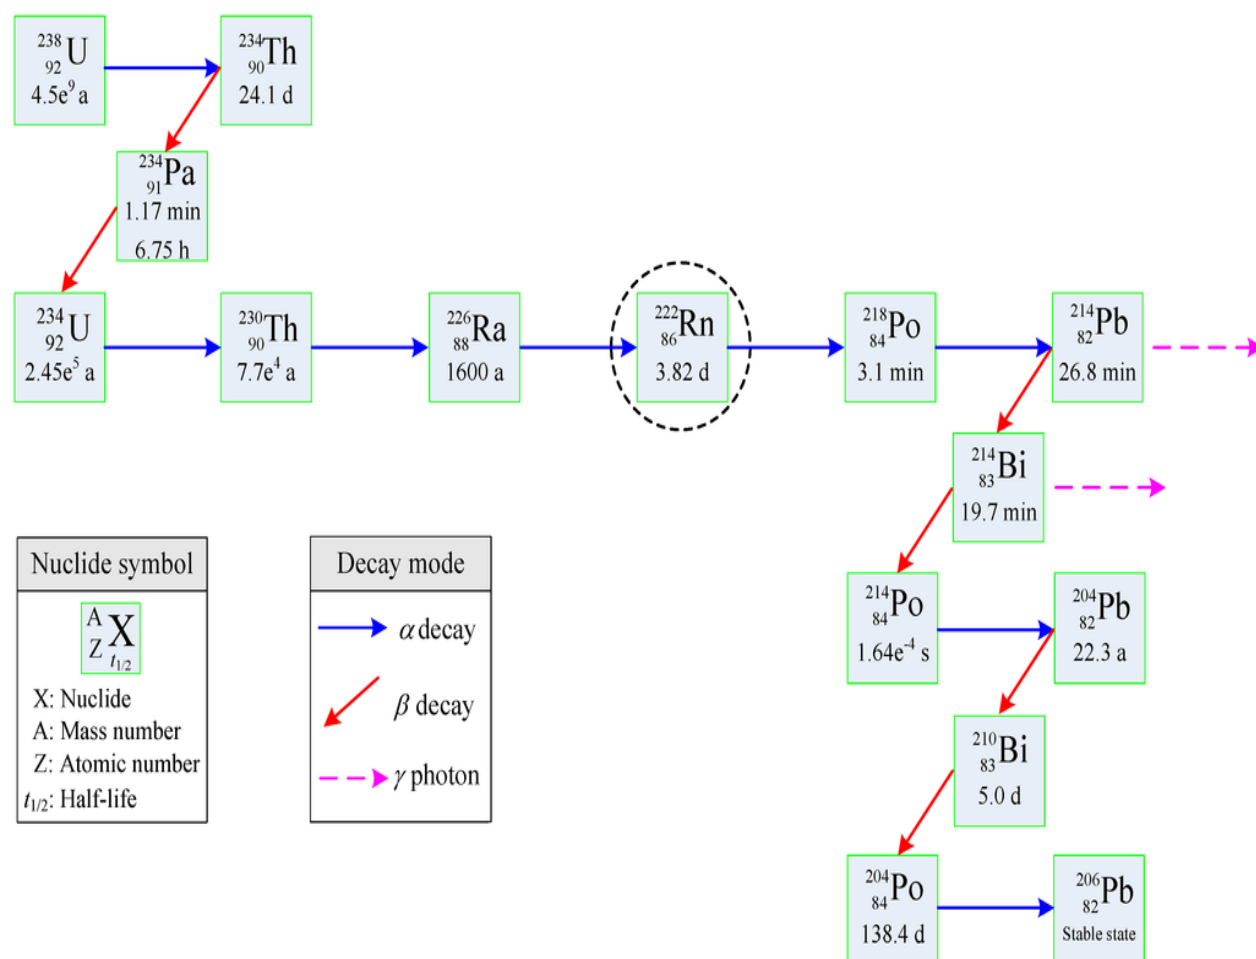 238 92 U 234 90 Th
4.5e9 a 24.1 d
234 91 Pa
1.17 min
6.75 h
234 92 U 230 90 Th 226 88 Ra 222 86 Rn 218 84 Po 214 82 Pb
2.45e5 a 7.7e4 a 1600 a 3.82 d 3.1 min 26.8 min
214 83 Bi
19.7 min
214 84 Po 204 82 Pb
1.64e-4 s 22.3 a
210 83 Bi
5.0 d
204 84 Po 206 82 Pb
138.4 d Stable state
Nuclide symbol
A Z X
t1/2
X: Nuclide
A: Mass number
Z: Atomic number
t1/2: Half-life
Decay mode
α decay
β decay
γ photon